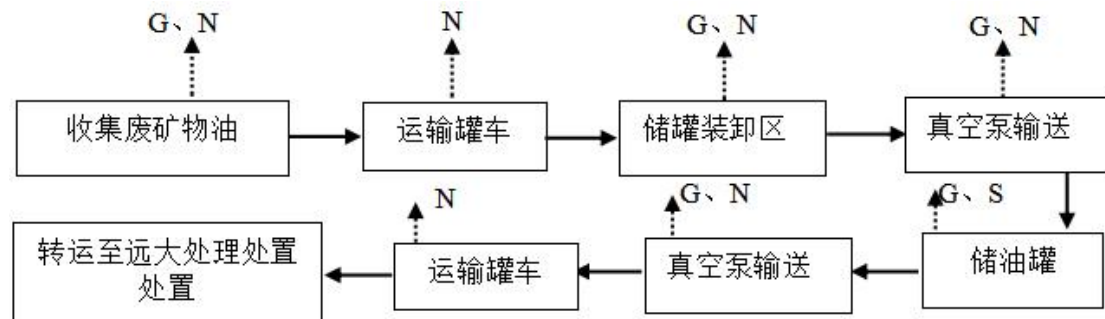 G、N
N
G、N
G、N
收集废矿物油
运输罐车
储罐装卸区
真空泵输送
N
G、N
G、S
转运至远大处理处置
处置
运输罐车
真空泵输送
储油罐